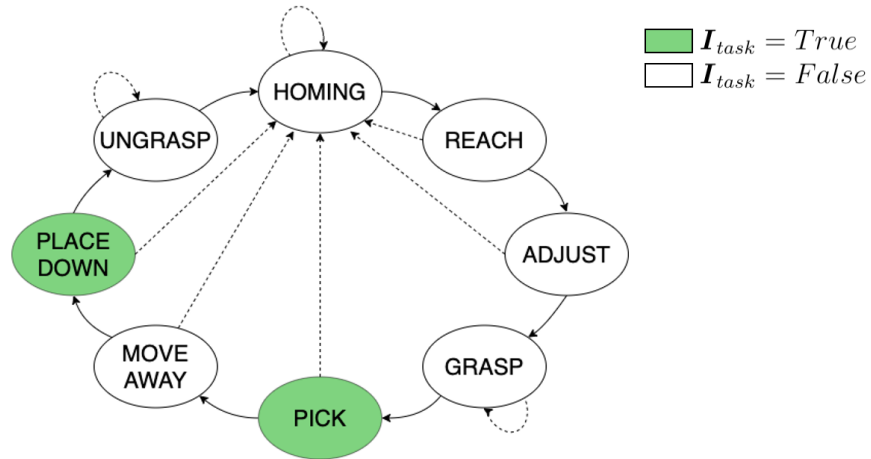 HOMING
UNGRASP
REACH
PLACE
DOWN
ADJUST
MOVE
AWAY
GRASP
PICK
I_task = True
I_task = False